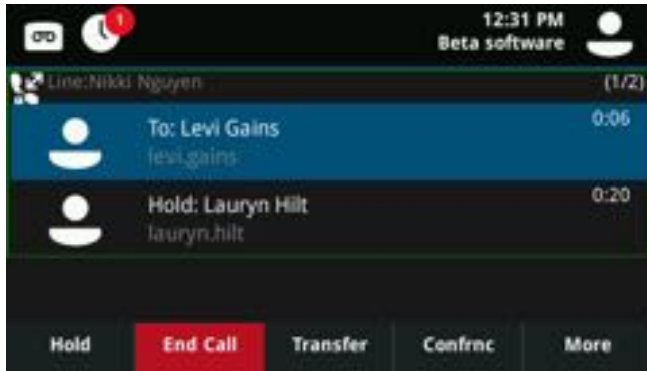 1
12:31 PM
Beta software
Line:Nikki Nguyen
(1/2)
To: Levi Gains
0:06
levi.gains
Hold: Lauryn Hilt
0:20
lauryn.hilt
Hold
End Call
Transfer
Confrnc
More